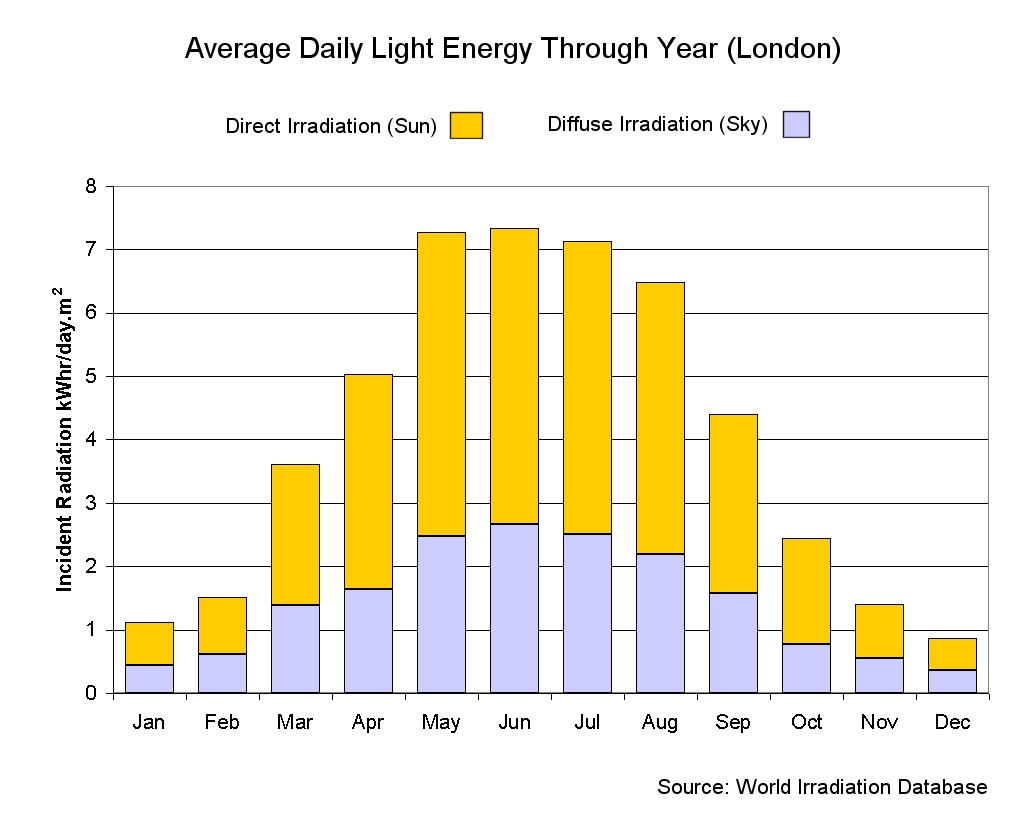 Average Daily Light Energy Through Year (London)
Direct Irradiation (Sun)
Diffuse Irradiation (Sky)
Incident Radiation kWhr/day.m²
8
7
6
5
4
3
2
1
0
Jan Feb Mar Apr May Jun Jul Aug Sep Oct Nov Dec
Source: World Irradiation Database